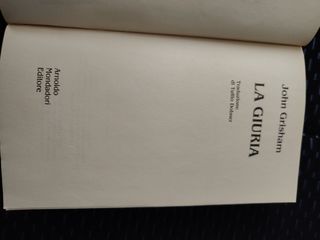 John Grisham
LA GIURIA
Traduzione
di Tullio Dobner
Arnoldo
Mondadori
Editore